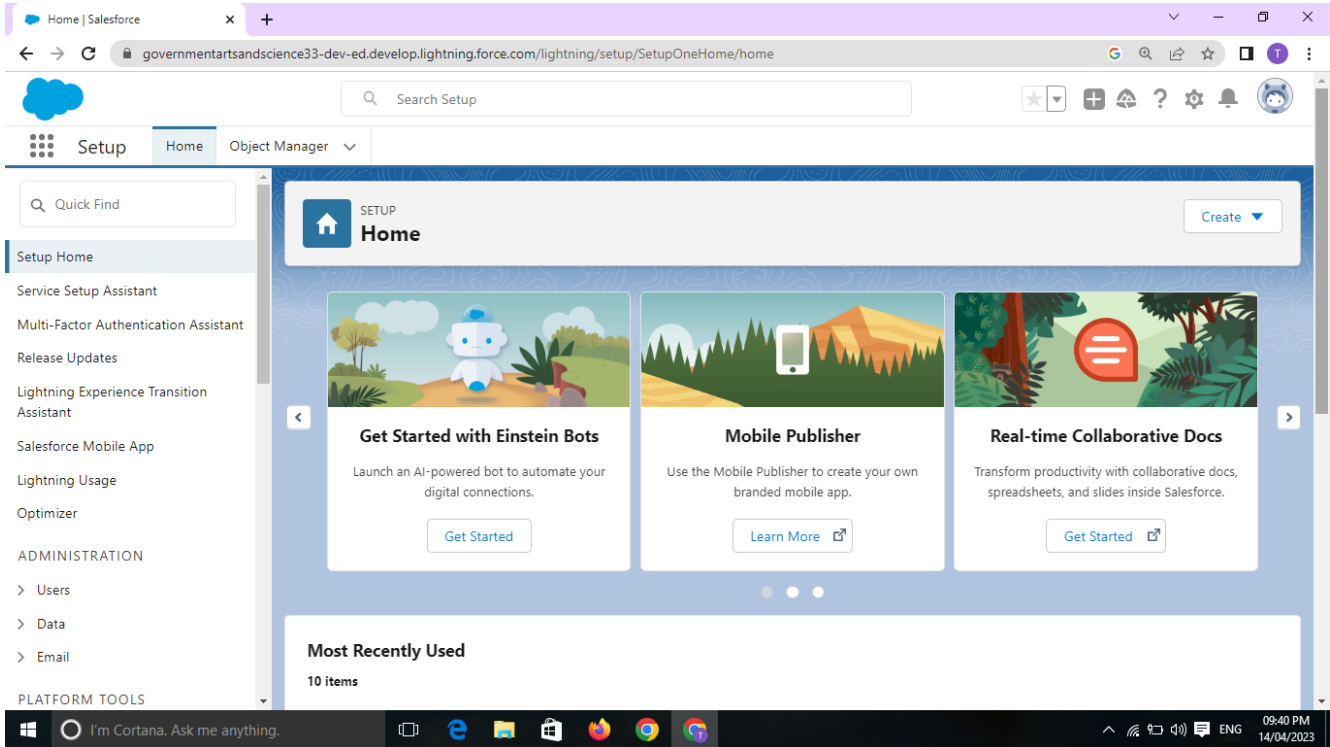 Home | Salesforce
governmentartsandscience33-dev-ed.develop.lightning.force.com/lightning/setup/SetupOneHome/home
G
T
Search Setup
Setup
Home
Object Manager
Quick Find
Setup Home
Service Setup Assistant
Multi-Factor Authentication Assistant
Release Updates
Lightning Experience Transition
Assistant
Salesforce Mobile App
Lightning Usage
Optimizer
ADMINISTRATION
Users
Data
Email
PLATFORM TOOLS
SETUP
Home
Create
Get Started with Einstein Bots
Launch an AI-powered bot to automate your
digital connections.
Get Started
Mobile Publisher
Use the Mobile Publisher to create your own
branded mobile app.
Learn More
Real-time Collaborative Docs
Transform productivity with collaborative docs,
spreadsheets, and slides inside Salesforce.
Get Started
Most Recently Used
10 items
I'm Cortana. Ask me anything.
ENG
09:40 PM
14/04/2023